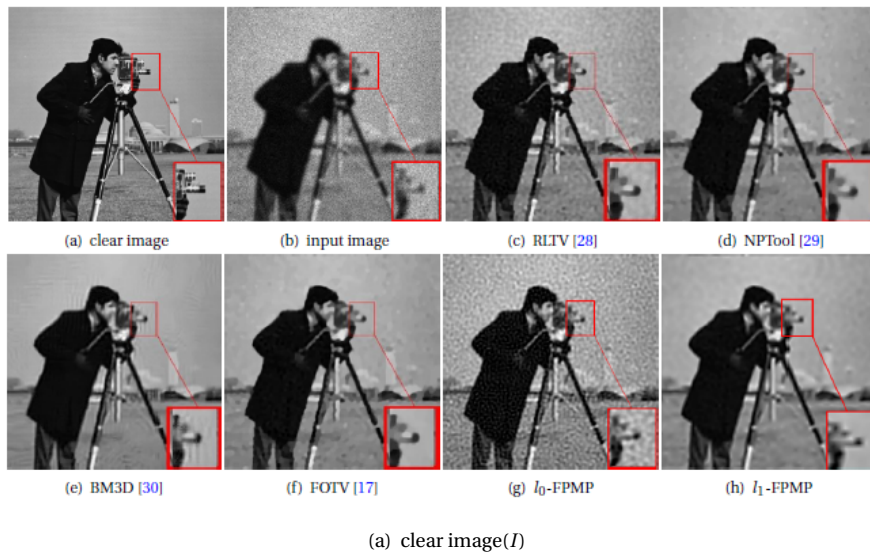 (a) clear image (b) input image (c) RLTV [28] (d) NPTool [29]
(e) BM3D [30] (f) FOTV [17] (g) l0-FPMP (h) l1-FPMP
(a) clear image(I)